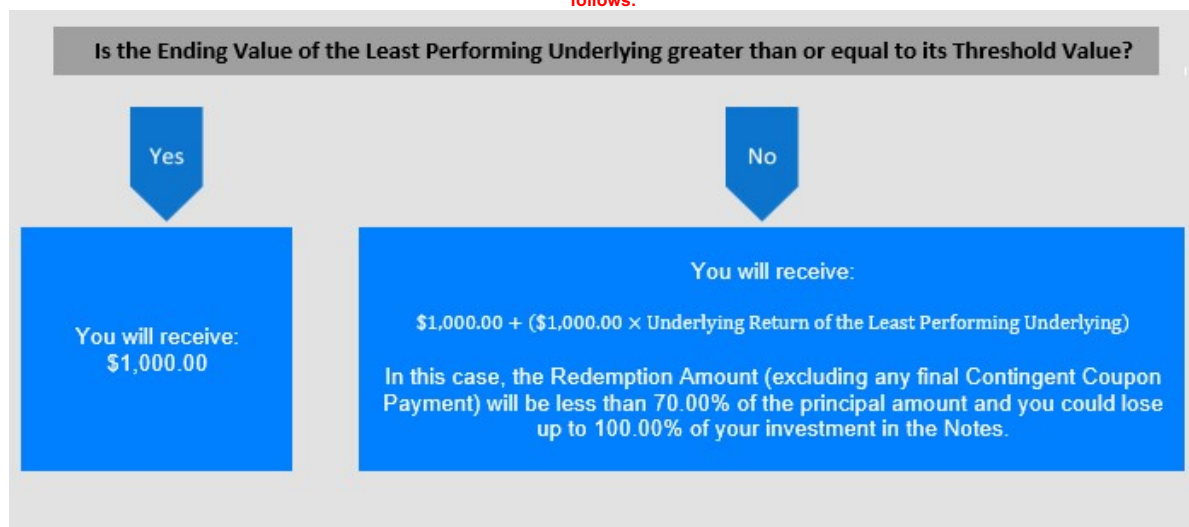 follows:
Is the Ending Value of the Least Performing Underlying greater than or equal to its Threshold Value?
Yes
No
You will receive:
$1,000.00
You will receive:
$1,000.00 + ($1,000.00 × Underlying Return of the Least Performing Underlying)
In this case, the Redemption Amount (excluding any final Contingent Coupon
Payment) will be less than 70.00% of the principal amount and you could lose
up to 100.00% of your investment in the Notes.